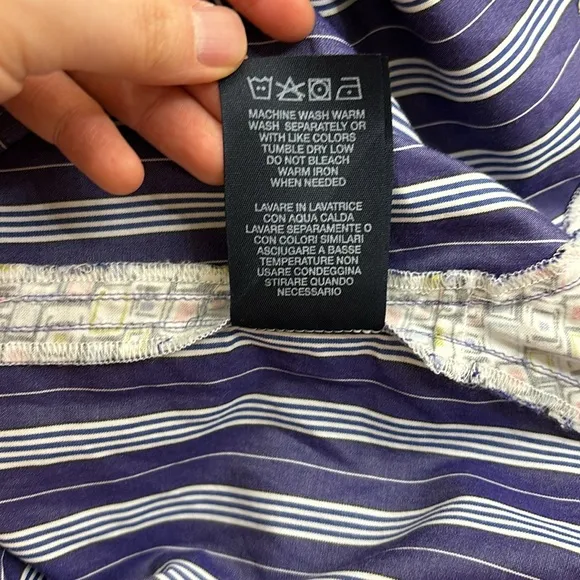 MACHINE WASH WARM
WASH SEPARATELY OR
WITH LIKE COLORS
TUMBLE DRY LOW
DO NOT BLEACH
WARM IRON
WHEN NEEDED
LAVARE IN LAVATRICE
CON AQUA CALDA
LAVARE SEPARAMENTE O
CON COLORI SIMILARI
ASCIUGARE A BASSE
TEMPERATURE NON
USARE CONDEGGINA
STIRARE QUANDO
NECESSARIO